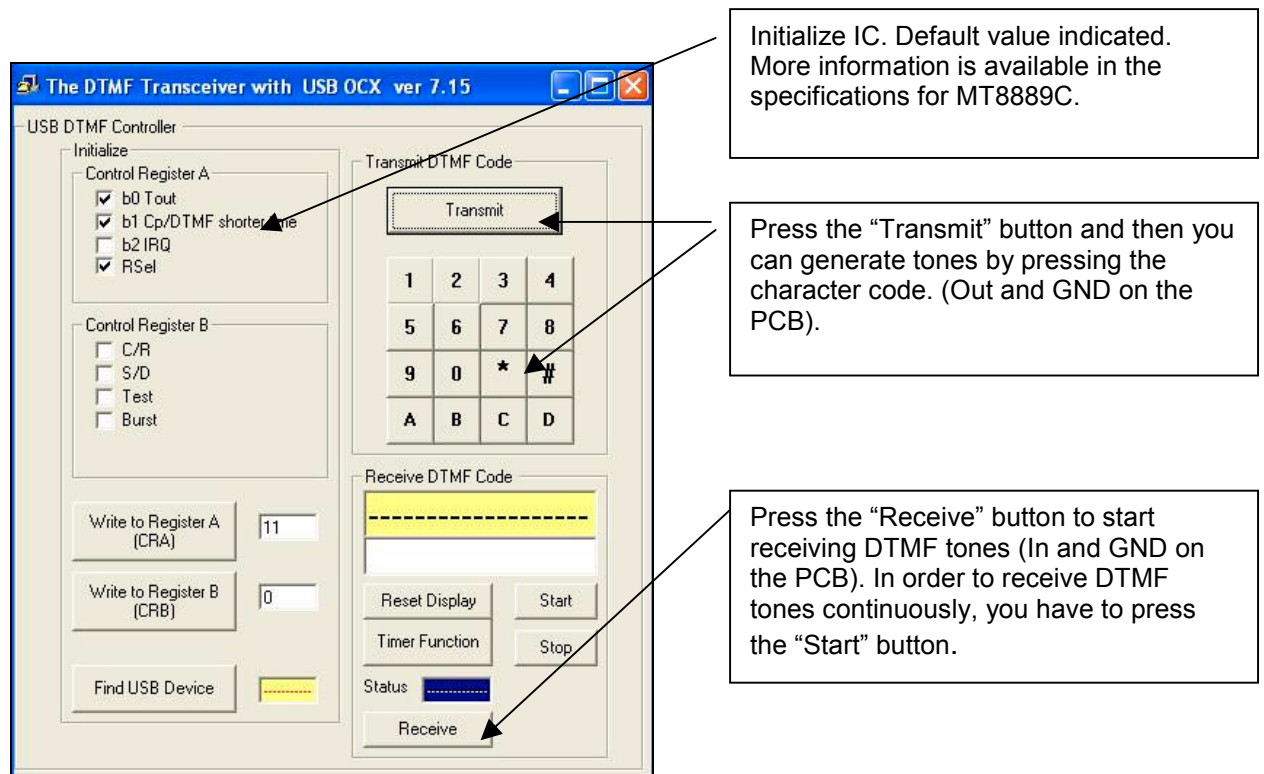 Initialize IC. Default value indicated.
More information is available in the
specifications for MT8889C.
The DTMF Transceiver with USB OCX ver 7.15
USB DTMF Controller
Initialize
Control Register A
b0 Tout
b1 Cp/DTMF shorter time
b2 IRQ
RSel
Control Register B
C/R
S/D
Test
Burst
Write to Register A
(CRA)
11
Write to Register B
(CRB)
0
Find USB Device
----------
Transmit DTMF Code
Transmit
1 2 3 4
5 6 7 8
9 0 * #
A B C D
Receive DTMF Code
--------------------
Reset Display
Start
Timer Function
Stop
Status
-------------
Receive
Press the “Transmit” button and then you
can generate tones by pressing the
character code. (Out and GND on the
PCB).
Press the “Receive” button to start
receiving DTMF tones (In and GND on
the PCB). In order to receive DTMF
tones continuously, you have to press
the “Start” button.